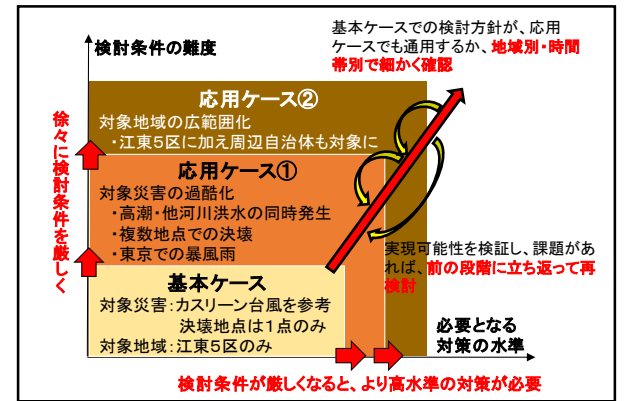 検討条件の難度
基本ケースでの検討方針が、応用
ケースでも通用するか、地域別・時間
帯別で細かく確認
応用ケース②
対象地域の広範囲化
・江東5区に加え周辺自治体も対象に
徐々に検討条件を厳しく
応用ケース①
対象災害の過酷化
・高潮・他河川洪水の同時発生
・複数地点での決壊
・東京での暴風雨
実現可能性を検証し、課題があ
れば、前の段階に立ち返って再
検討
基本ケース
対象災害:カスリーン台風を参考
決壊地点は1点のみ
対象地域:江東5区のみ
必要となる
対策の水準
検討条件が厳しくなると、より高水準の対策が必要